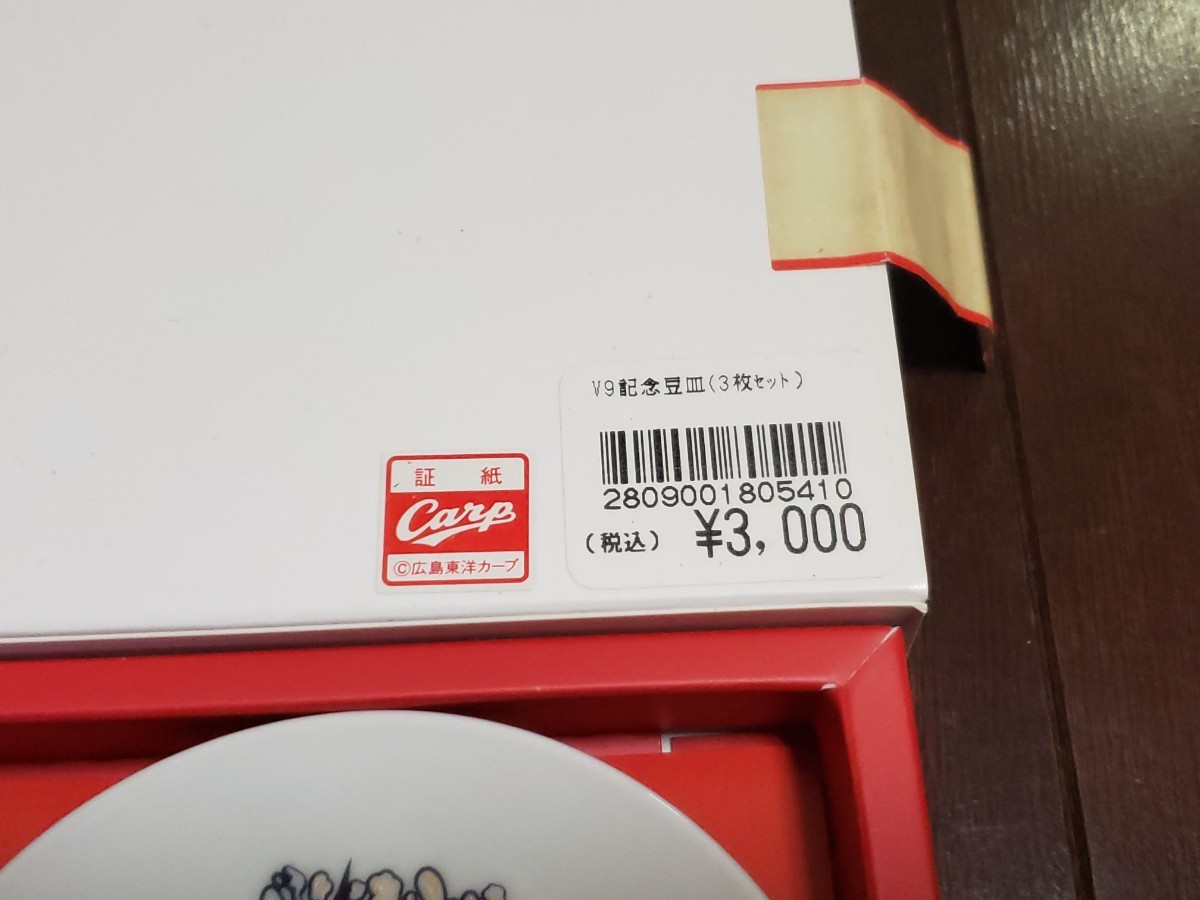 V9記念豆皿(3枚セット)
2809001805410
(税込) ¥3,000
証 紙
Carp
©広島東洋カープ